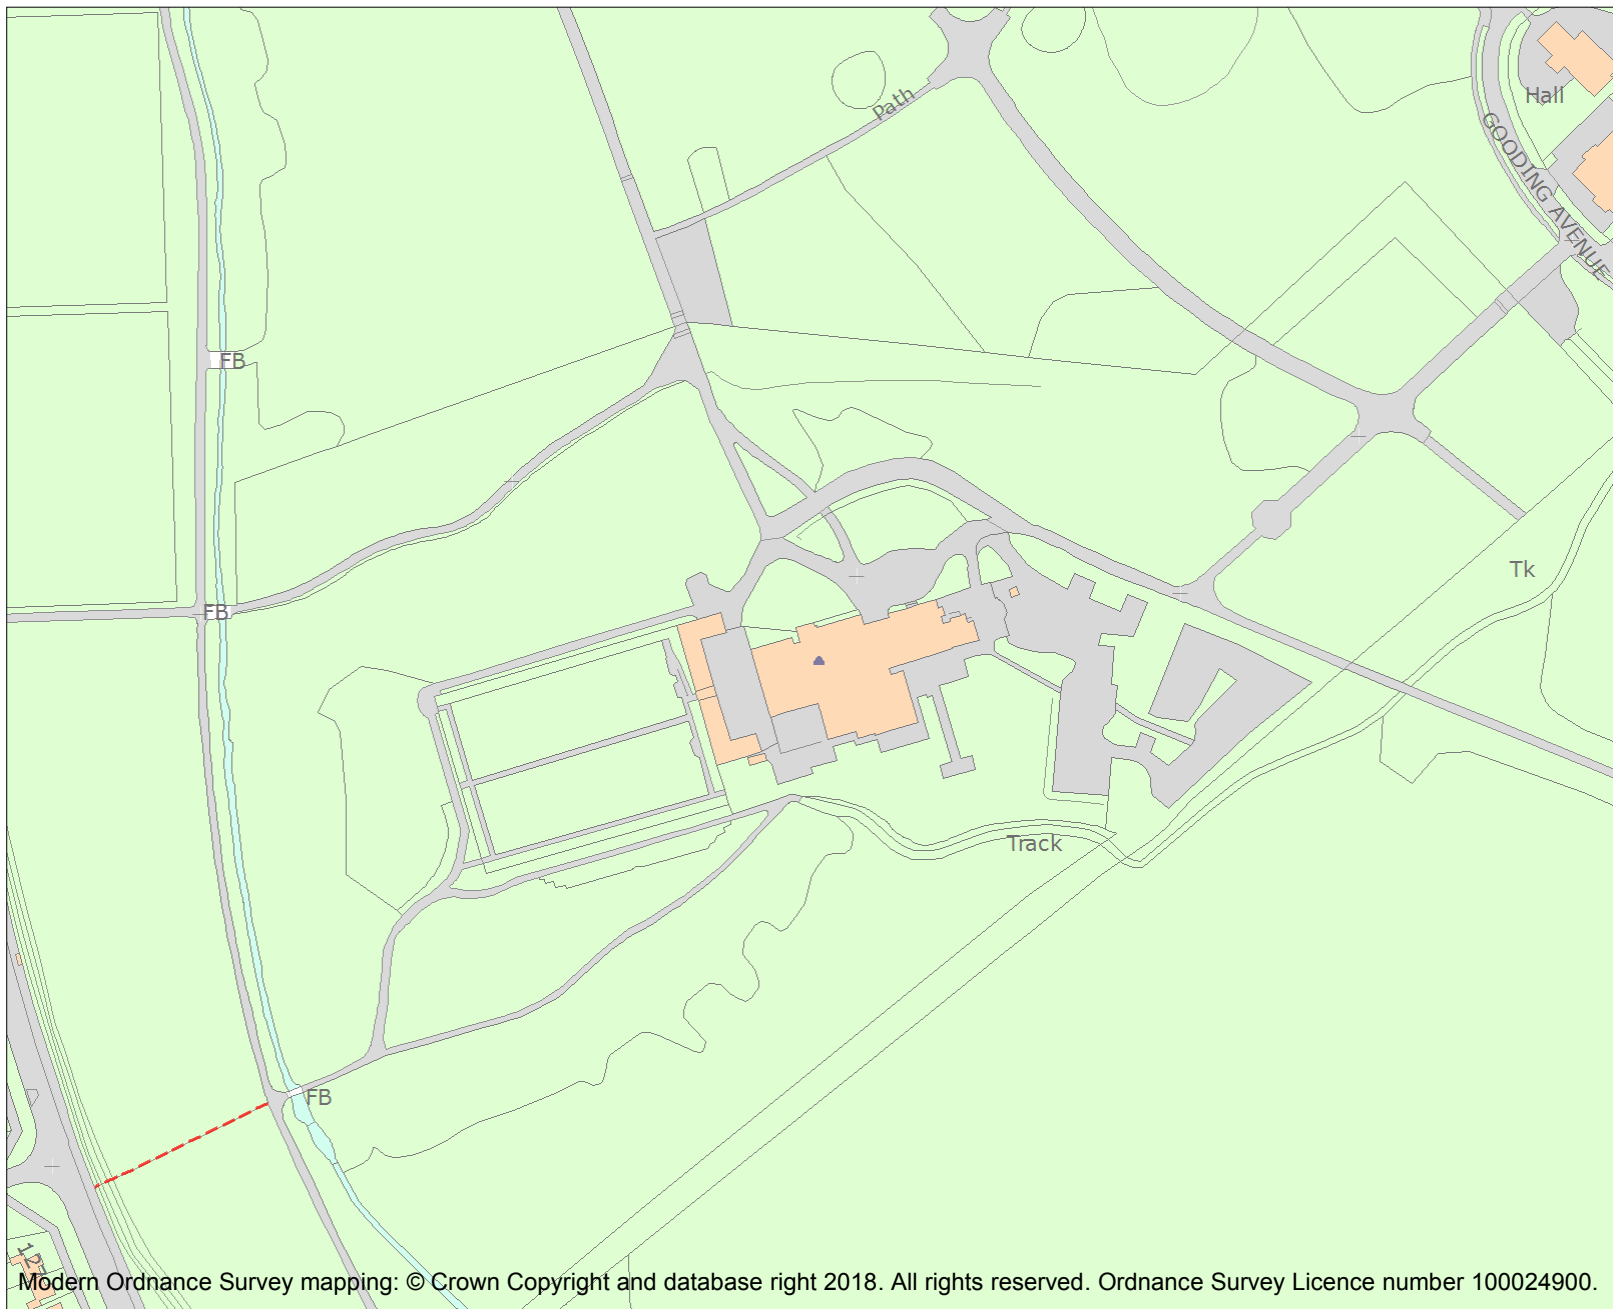 Path
Hall
GOODING AVENUE
FB
Tk
FB
Track
FB
Modern Ordnance Survey mapping: © Crown Copyright and database right 2018. All rights reserved. Ordnance Survey Licence number 100024900.